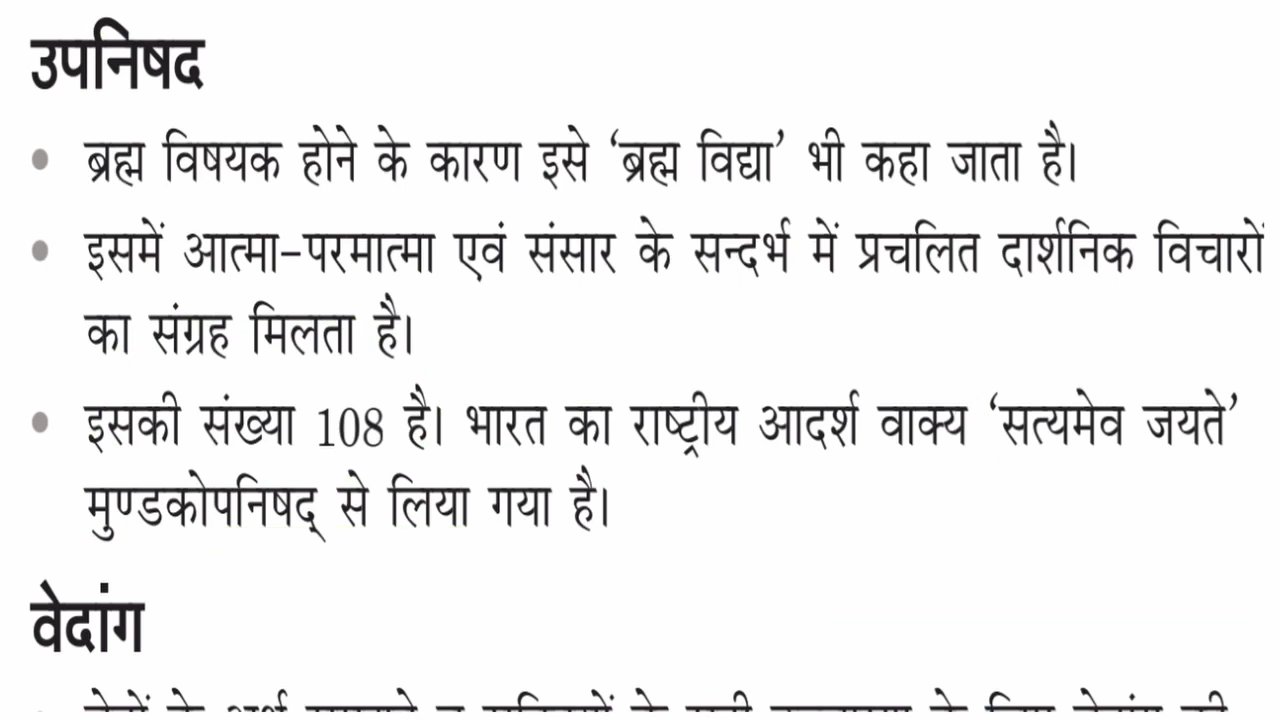 उपनिषद
• ब्रह्म विषयक होने के कारण इसे ‘ब्रह्म विद्या’ भी कहा जाता है।
• इसमें आत्मा-परमात्मा एवं संसार के सन्दर्भ में प्रचलित दार्शनिक विचारों
का संग्रह मिलता है।
• इसकी संख्या 108 है। भारत का राष्ट्रीय आदर्श वाक्य ‘सत्यमेव जयते’
मुण्डकोपनिषद् से लिया गया है।
वेदांग